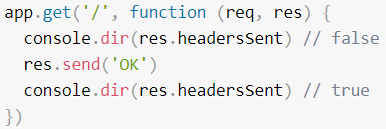 app.get('/', function (req, res) {
  console.dir(res.headersSent) // false
  res.send('OK')
  console.dir(res.headersSent) // true
})